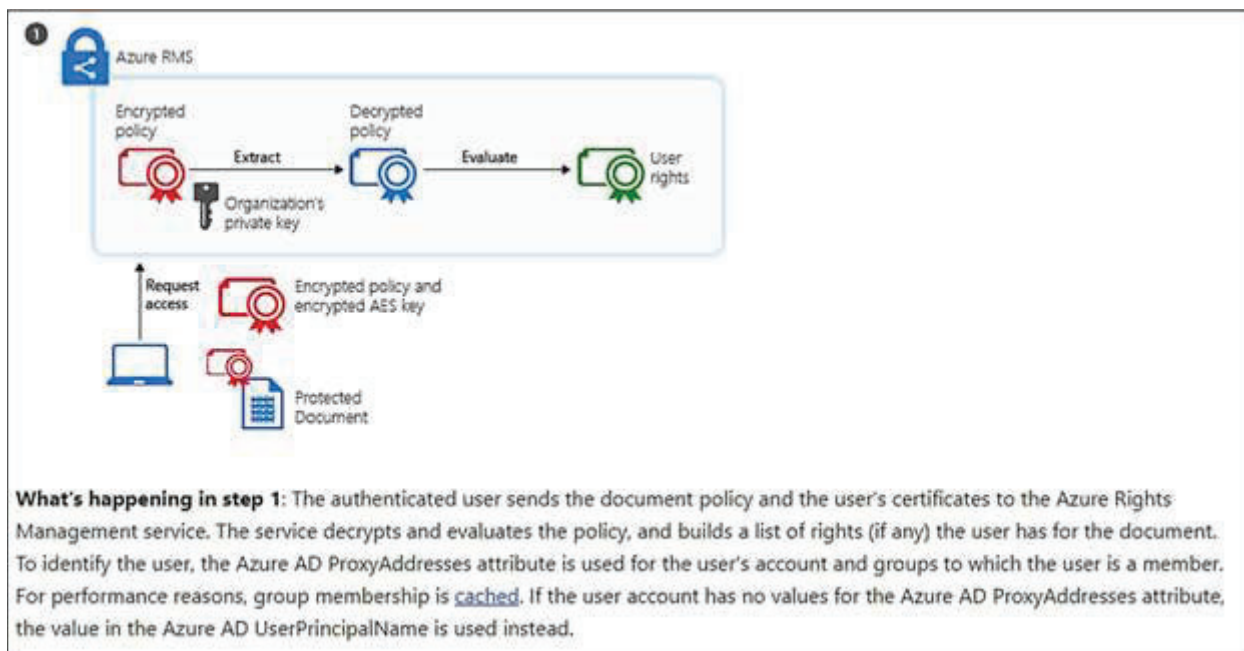 1
Azure RMS
Encrypted
policy
Decrypted
policy
Extract
Evaluate
User
rights
Organization's
private key
Request
access
Encrypted policy and
encrypted AES key
Protected
Document
What's happening in step 1: The authenticated user sends the document policy and the user's certificates to the Azure Rights
Management service. The service decrypts and evaluates the policy, and builds a list of rights (if any) the user has for the document.
To identify the user, the Azure AD ProxyAddresses attribute is used for the user's account and groups to which the user is a member.
For performance reasons, group membership is cached. If the user account has no values for the Azure AD ProxyAddresses attribute,
the value in the Azure AD UserPrincipalName is used instead.